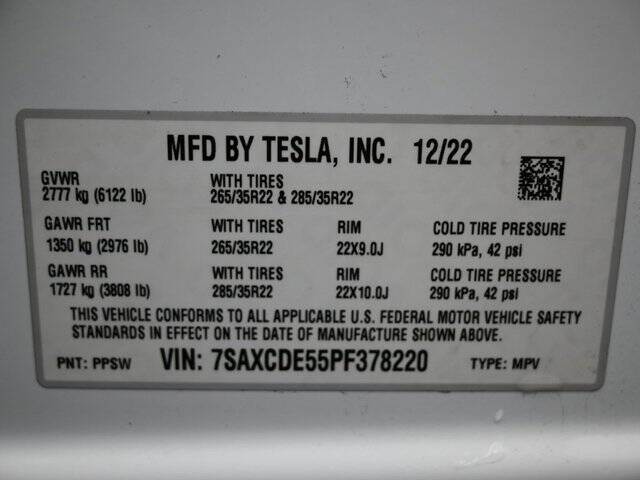 MFD BY TESLA, INC. 12/22
GVWR WITH TIRES
2777 kg (6122 lb) 265/35R22 & 285/35R22
GAWR FRT WITH TIRES RIM COLD TIRE PRESSURE
1350 kg (2976 lb) 265/35R22 22X9.0J 290 kPa, 42 psi
GAWR RR WITH TIRES RIM COLD TIRE PRESSURE
1727 kg (3808 lb) 285/35R22 22X10.0J 290 kPa, 42 psi
THIS VEHICLE CONFORMS TO ALL APPLICABLE U.S. FEDERAL MOTOR VEHICLE SAFETY
STANDARDS IN EFFECT ON THE DATE OF MANUFACTURE SHOWN ABOVE.
PNT: PPSW VIN: 7SAXCDE55PF378220 TYPE: MPV